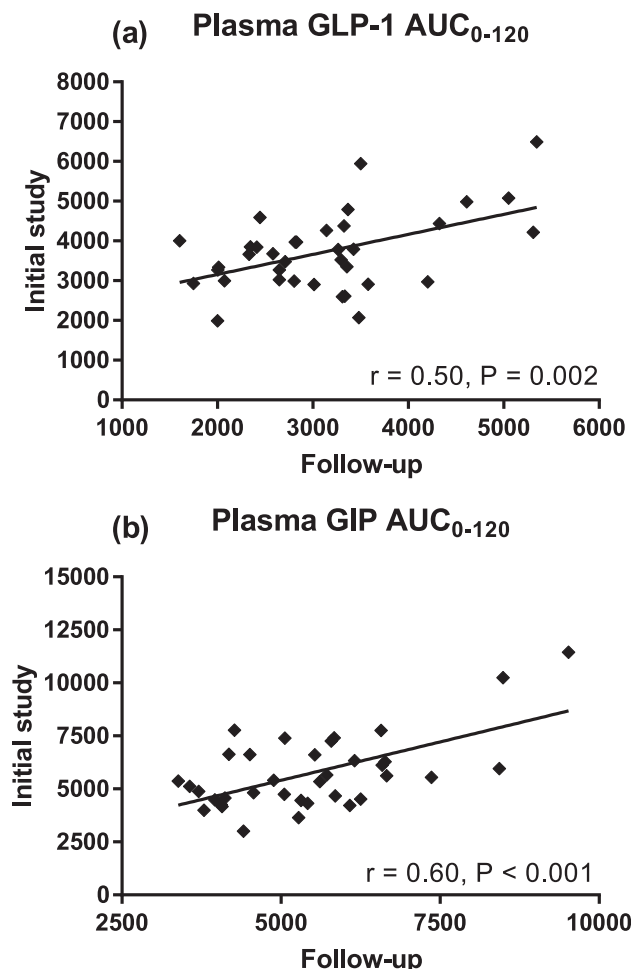 (a) Plasma GLP-1 AUC0-120
8000
7000
6000
5000
4000
3000
2000
1000
0
Initial study
r = 0.50, P = 0.002
1000 2000 3000 4000 5000 6000
Follow-up
(b) Plasma GIP AUC0-120
15000
12500
10000
7500
5000
2500
0
Initial study
r = 0.60, P < 0.001
2500 5000 7500 10000
Follow-up